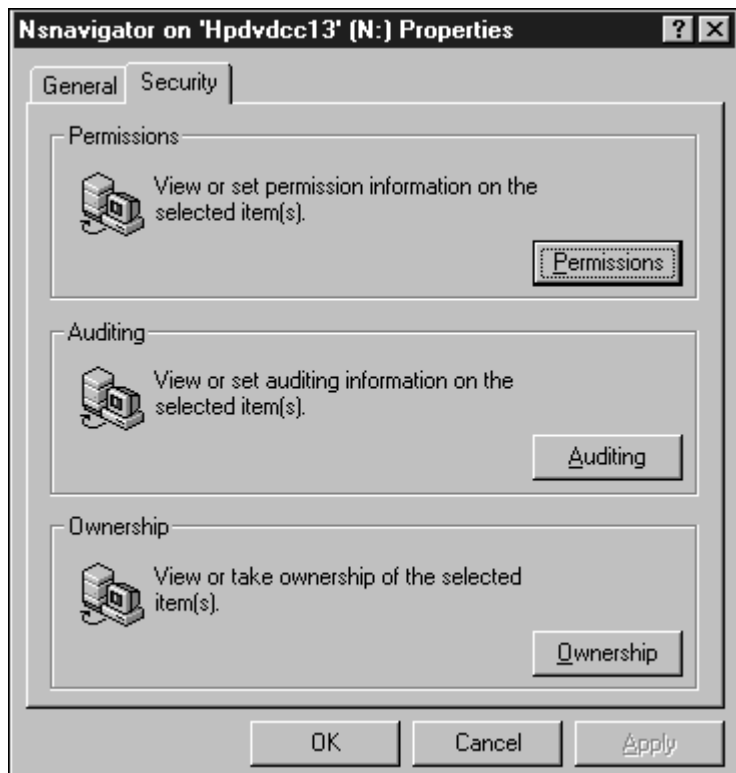 Nsnavigator on 'Hpdvdcc13' (N:) Properties
General Security
Permissions
View or set permission information on the
selected item(s).
Permissions
Auditing
View or set auditing information on the
selected item(s).
Auditing
Ownership
View or take ownership of the selected
item(s).
Ownership
OK Cancel Apply